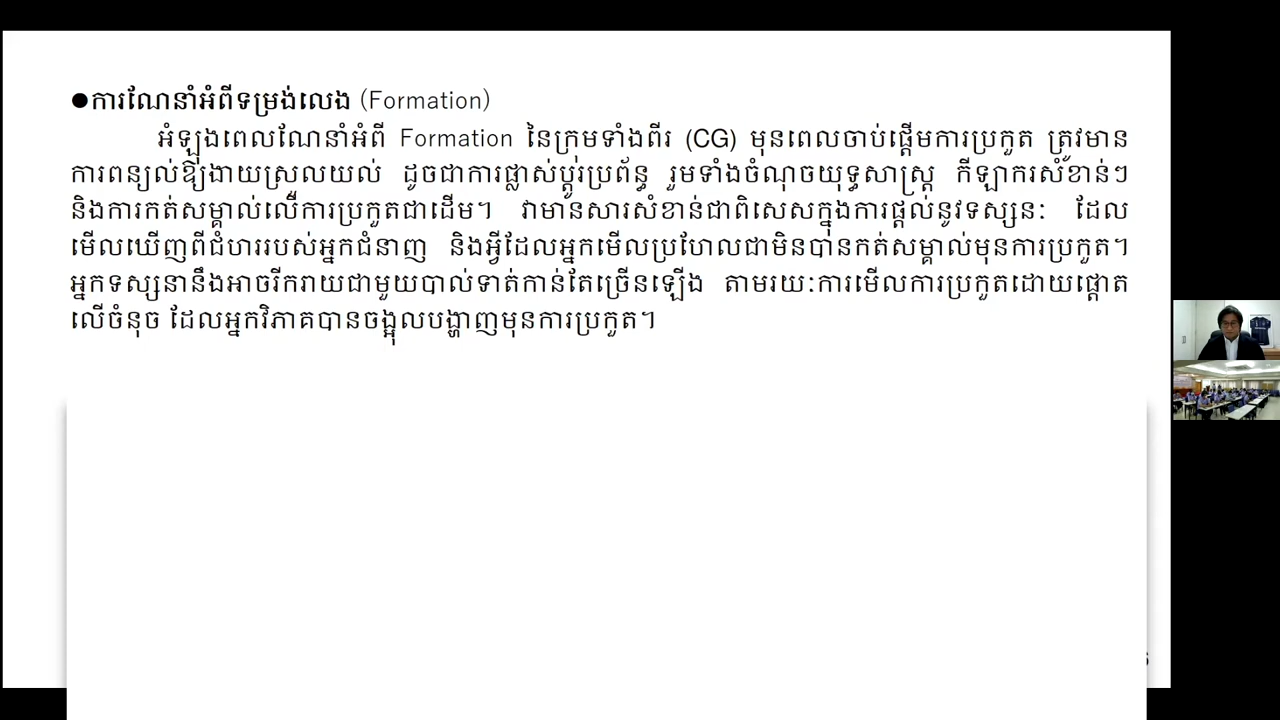 ●ការណែនាំអំពីទម្រង់លេង (Formation)
អំឡុងពេលណែនាំអំពី Formation នៃក្រុមទាំងពីរ (CG) មុនពេលចាប់ផ្ដើមការប្រកួត ត្រូវមាន
ការពន្យល់ឱ្យងាយស្រួលយល់ ដូចជាការផ្លាស់ប្ដូរប្រព័ន្ធ រួមទាំងចំណុចយុទ្ធសាស្ត្រ កីឡាករសំខាន់ៗ
និងការកត់សម្គាល់លើការប្រកួតជាដើម។ វាមានសារសំខាន់ជាពិសេសក្នុងការផ្ដល់នូវទស្សនៈ ដែល
មើលឃើញពីជំហររបស់អ្នកជំនាញ និងអ្វីដែលអ្នកមើលប្រហែលជាមិនបានកត់សម្គាល់មុនការប្រកួត។
អ្នកទស្សនានឹងអាចរីករាយជាមួយបាល់ទាត់កាន់តែច្រើនឡើង តាមរយៈការមើលការប្រកួតដោយផ្ដោត
លើចំនុច ដែលអ្នកវិភាគបានចង្អុលបង្ហាញមុនការប្រកួត។